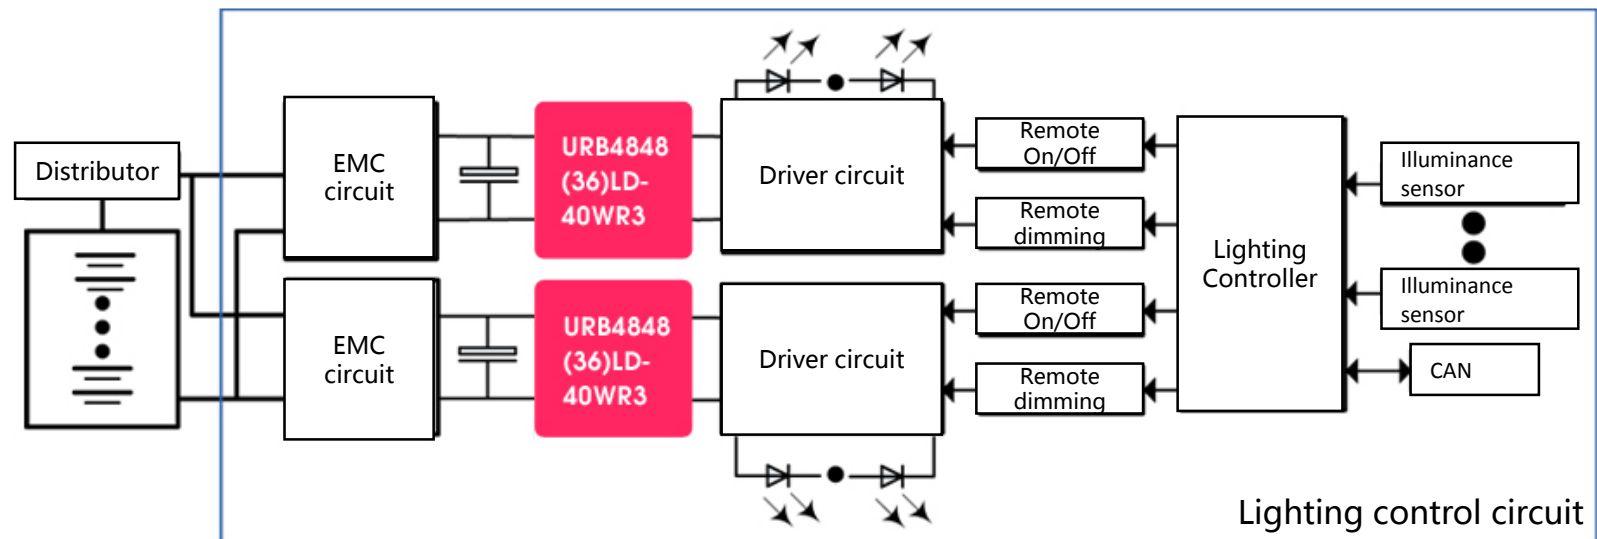 Distributor
EMC
circuit
URB4848
(36)LD-
40WR3
Driver circuit
Remote
On/Off
Remote
dimming
Lighting
Controller
Illuminance
sensor
EMC
circuit
URB4848
(36)LD-
40WR3
Driver circuit
Remote
On/Off
Remote
dimming
Illuminance
sensor
CAN
Lighting control circuit